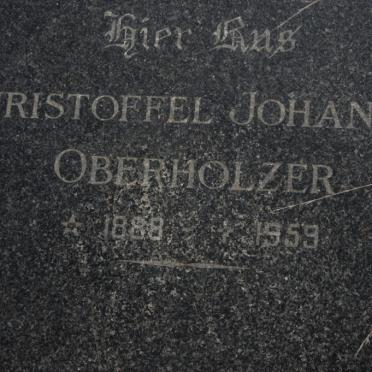 Hier Rus
RISTOFFEL JOHAN
OBERHOLZER
* 1888 - + 1959